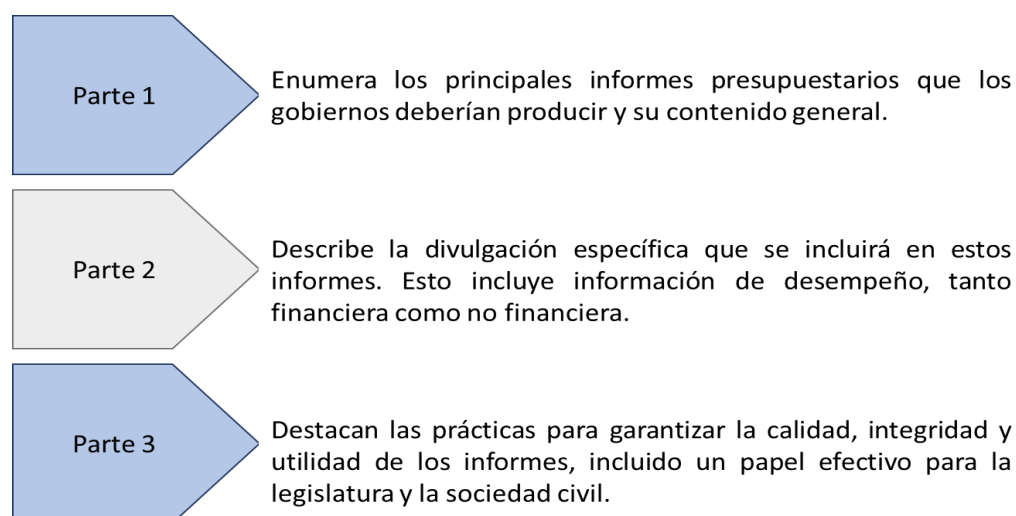 Parte 1
Enumera los principales informes presupuestarios que los
gobiernos deberían producir y su contenido general.
Parte 2
Describe la divulgación específica que se incluirá en estos
informes. Esto incluye información de desempeño, tanto
financiera como no financiera.
Parte 3
Destacan las prácticas para garantizar la calidad, integridad y
utilidad de los informes, incluido un papel efectivo para la
legislatura y la sociedad civil.